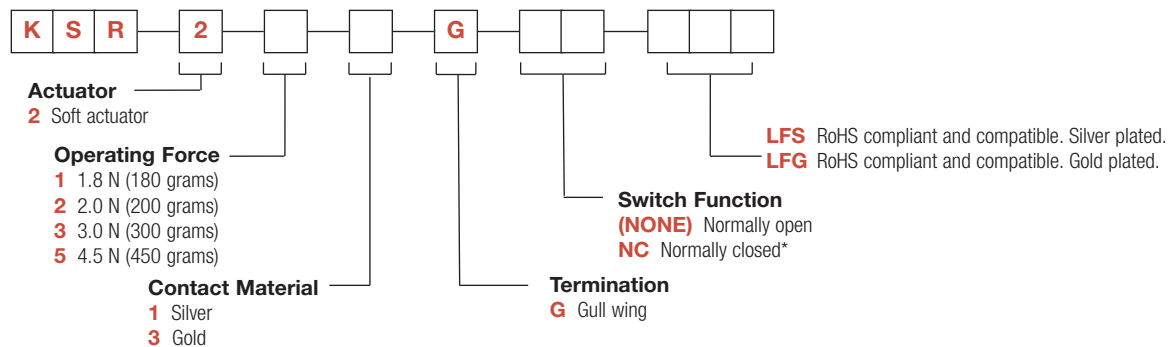 K S R 2 G
Actuator
2 Soft actuator
Operating Force
1 1.8 N (180 grams)
2 2.0 N (200 grams)
3 3.0 N (300 grams)
5 4.5 N (450 grams)
Contact Material
1 Silver
3 Gold
Termination
G Gull wing
Switch Function
(NONE) Normally open
NC Normally closed*
LFS RoHS compliant and compatible. Silver plated.
LFG RoHS compliant and compatible. Gold plated.